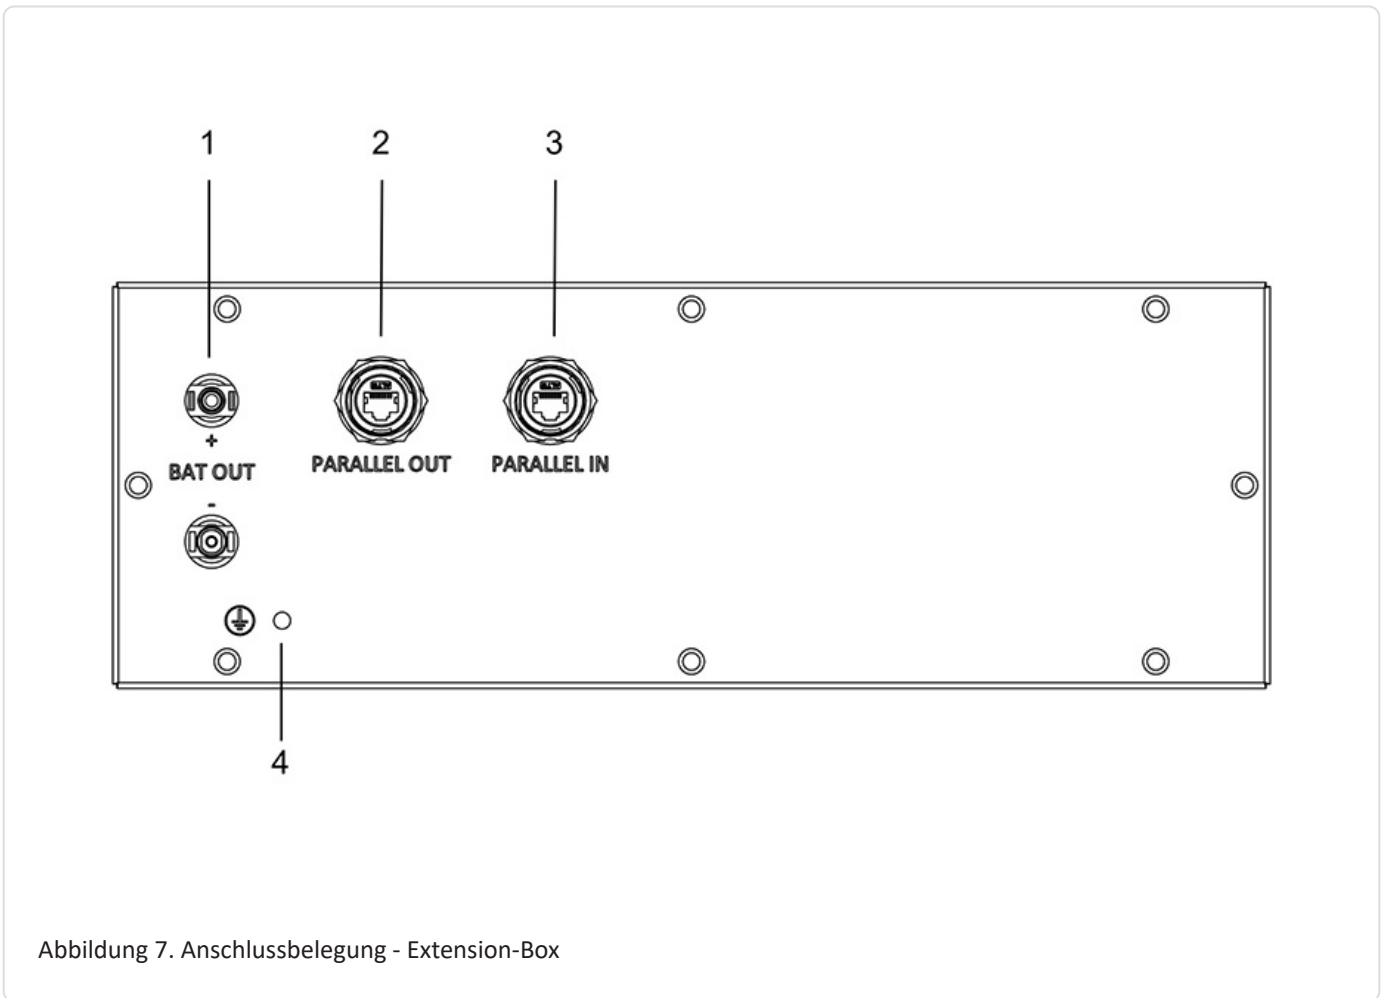 1 2 3
+
BAT OUT
-
PARALLEL OUT PARALLEL IN
4
Abbildung 7. Anschlussbelegung - Extension-Box